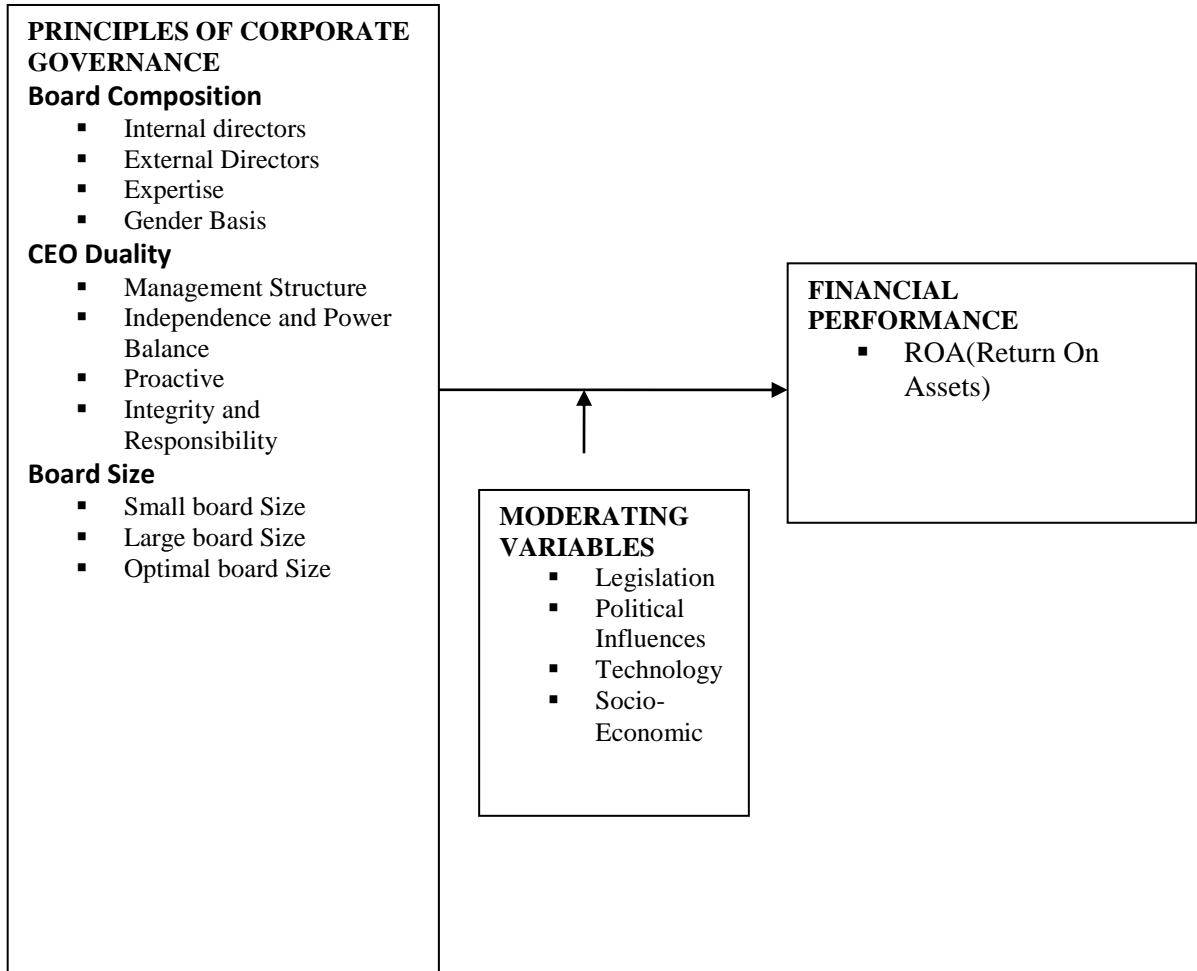 PRINCIPLES OF CORPORATE
GOVERNANCE
Board Composition
▪ Internal directors
▪ External Directors
▪ Expertise
▪ Gender Basis
CEO Duality
▪ Management Structure
▪ Independence and Power
Balance
▪ Proactive
▪ Integrity and
Responsibility
Board Size
▪ Small board Size
▪ Large board Size
▪ Optimal board Size
MODERATING
VARIABLES
▪ Legislation
▪ Political
Influences
▪ Technology
▪ Socio-
Economic
FINANCIAL
PERFORMANCE
▪ ROA(Return On
Assets)